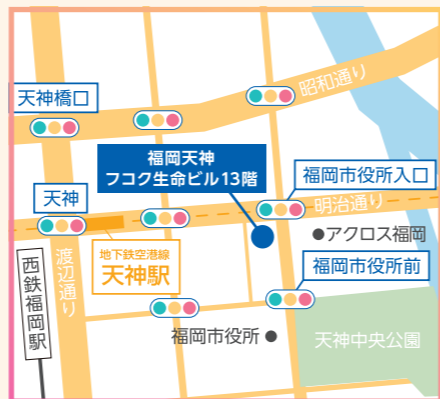 昭和通り
天神橋口
福岡天神
フコク生命ビル13階
福岡市役所入口
天神
明治通り
アクロス福岡
地下鉄空港線
天神駅
渡辺通り
西鉄福岡駅
福岡市役所前
福岡市役所
天神中央公園